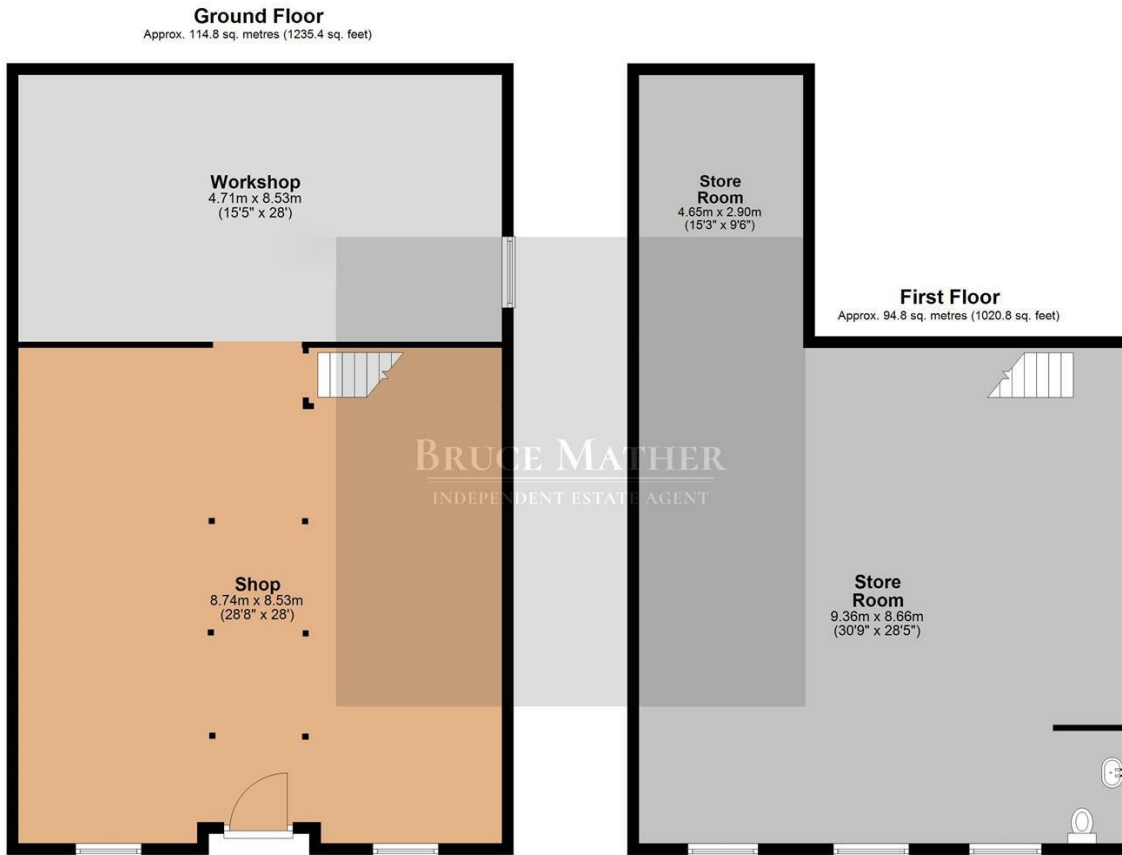 Ground Floor
Approx. 114.8 sq. metres (1235.4 sq. feet)
Workshop
4.71m x 8.53m
(15'5" x 28')
Shop
8.74m x 8.53m
(28'8" x 28')
Store
Room
4.65m x 2.90m
(15'3" x 9'6")
First Floor
Approx. 94.8 sq. metres (1020.8 sq. feet)
Store
Room
9.36m x 8.66m
(30'9" x 28'5")
BRUCE MATHER
INDEPENDENT ESTATE AGENT